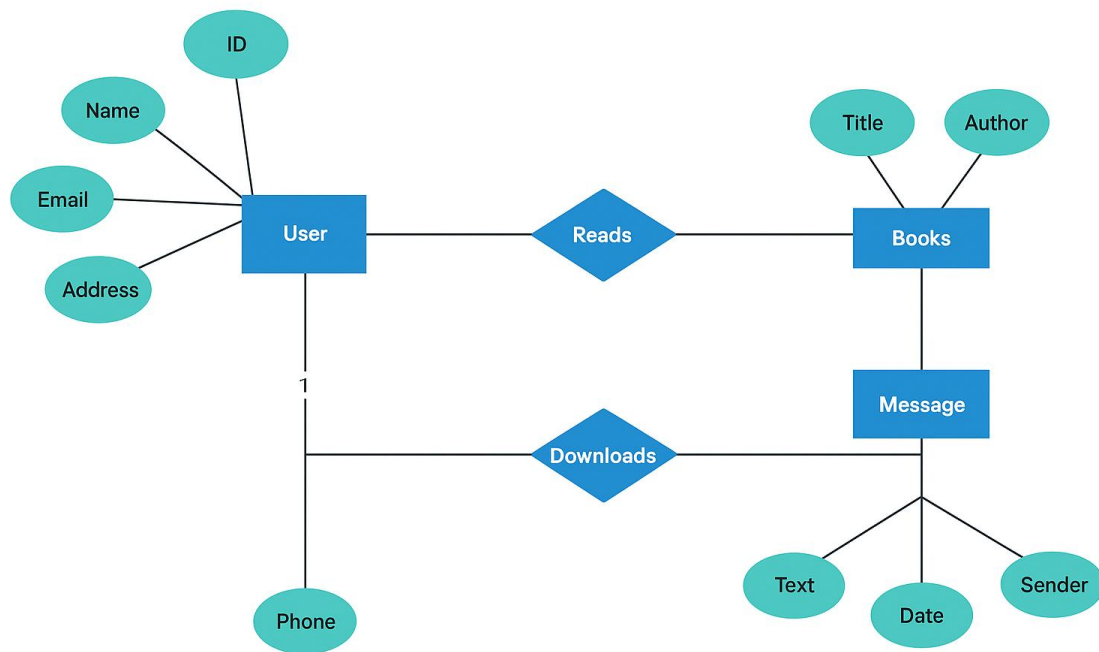 ID
Name
Title
Author
Email
User
Reads
Books
Address
1
Message
Downloads
Text
Sender
Date
Phone